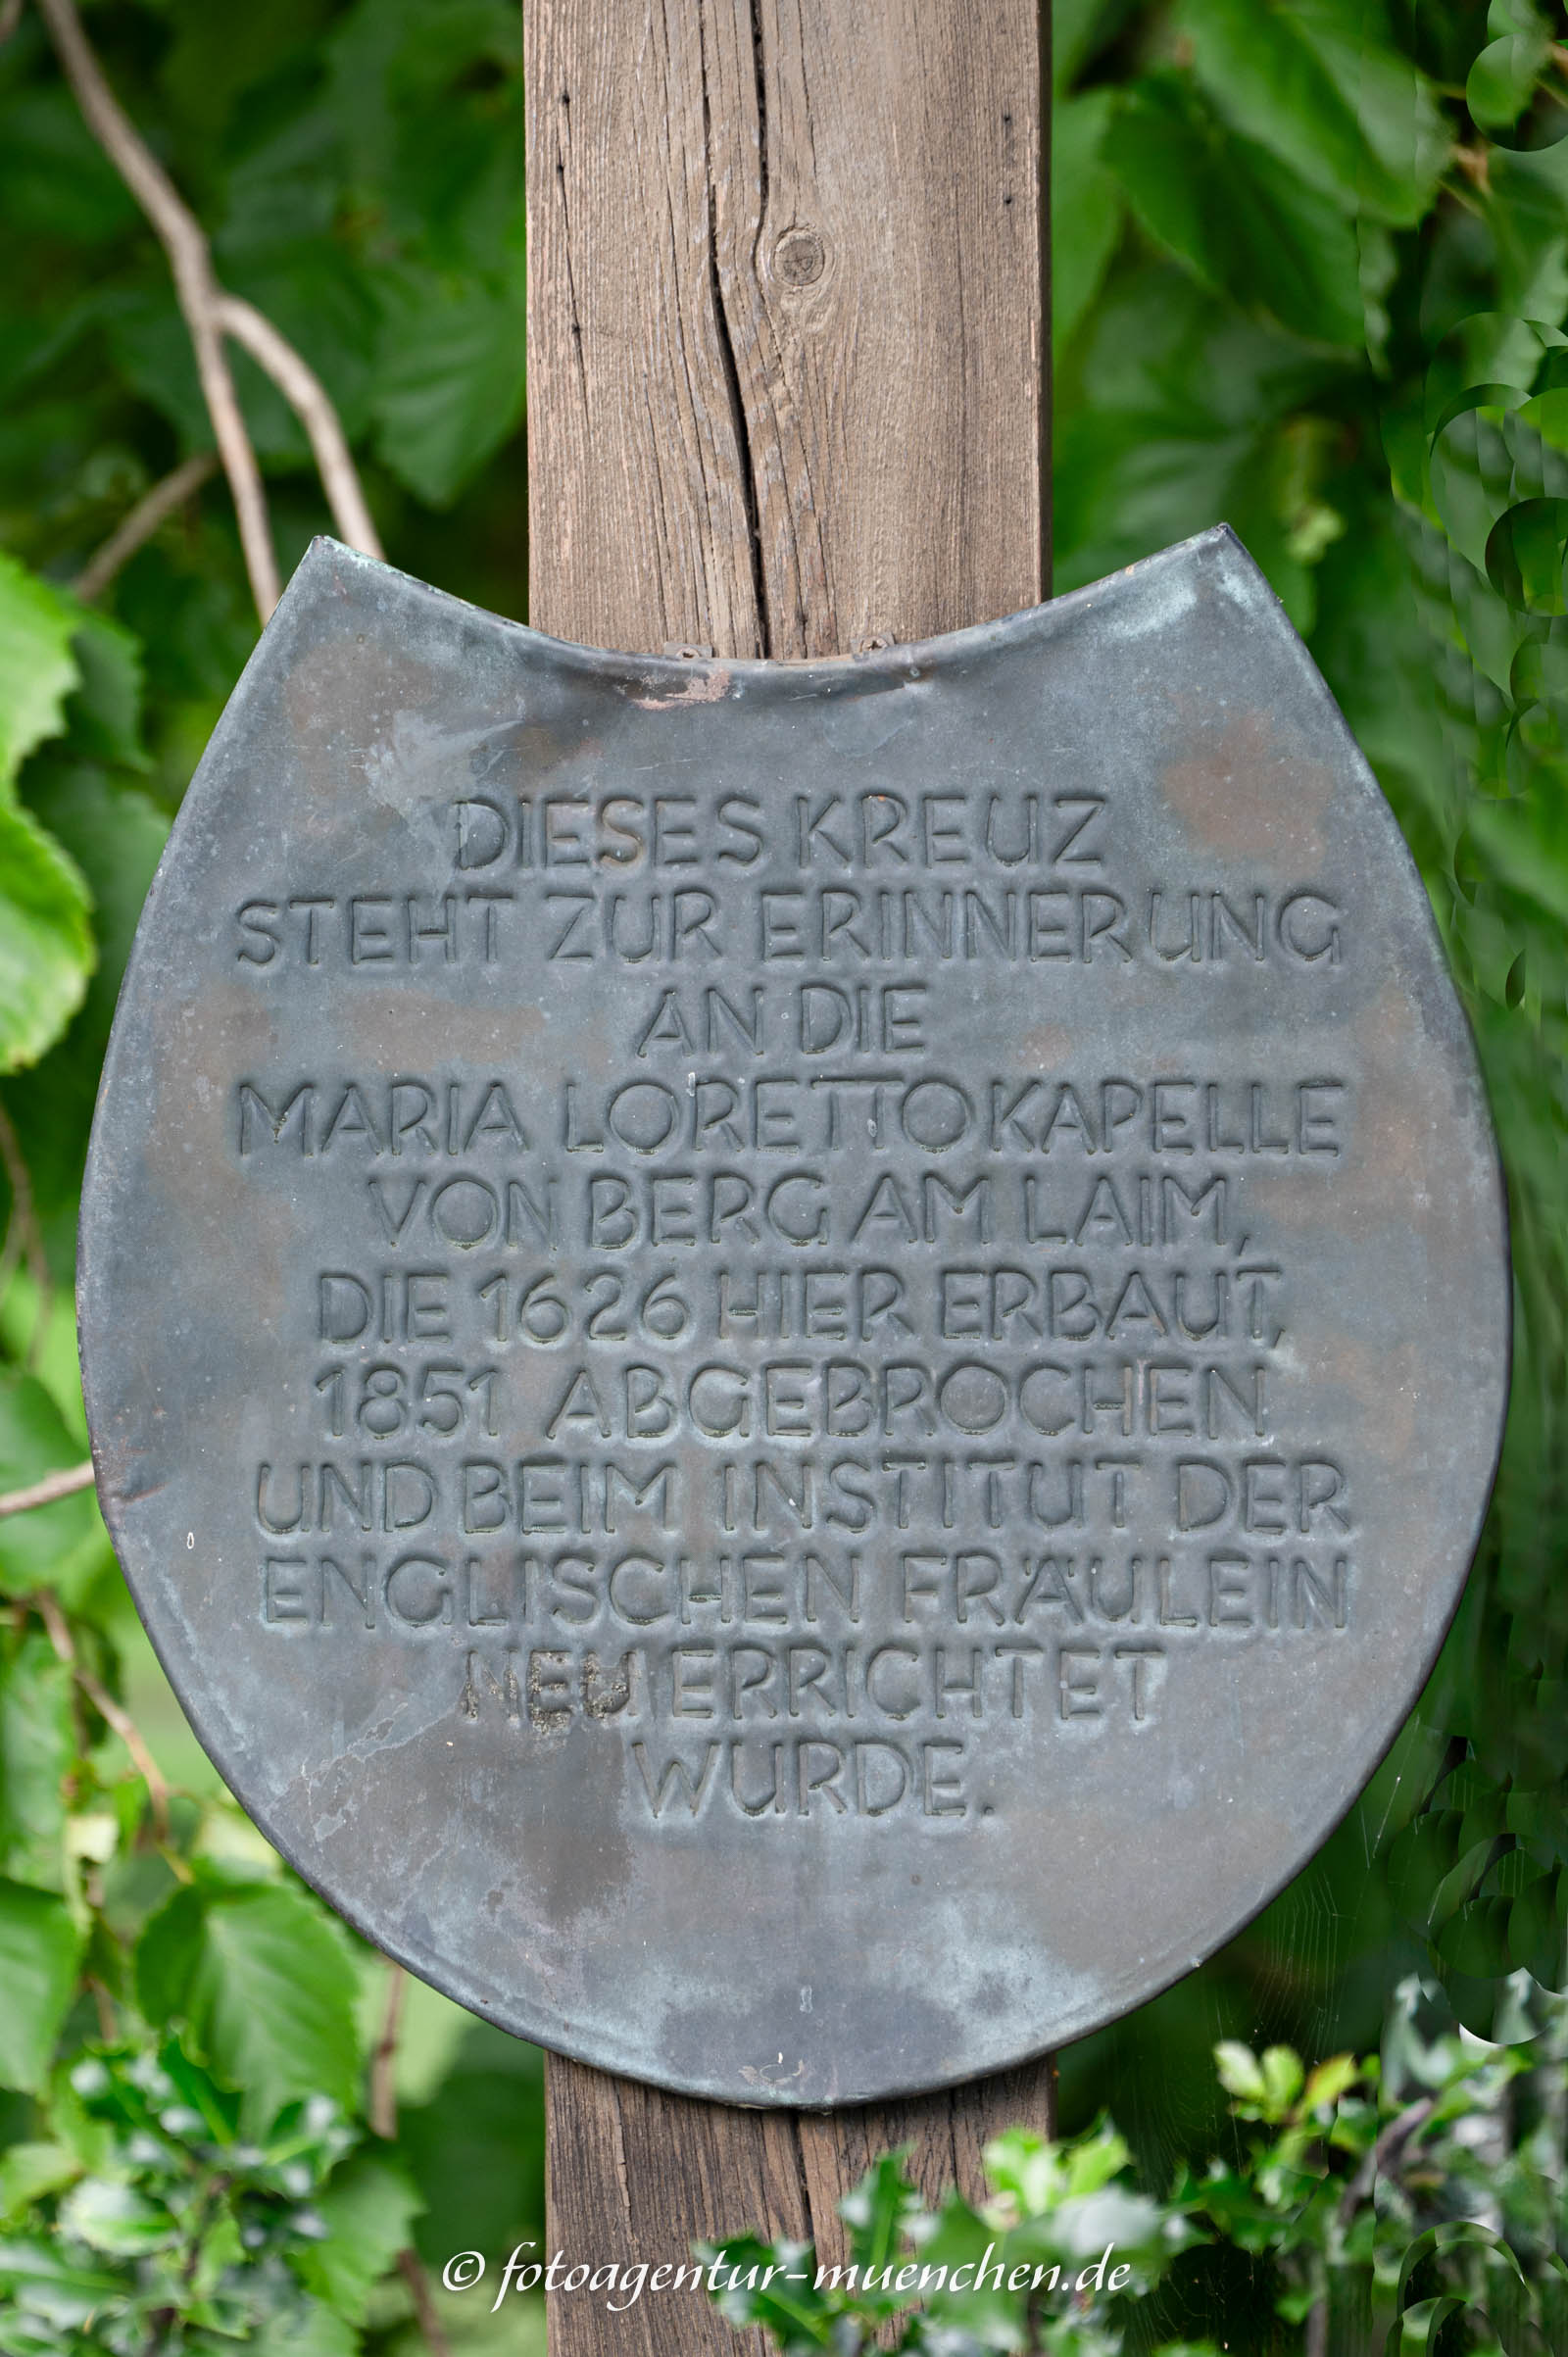 DIESES KREUZ
STEHT ZUR ERINNERUNG
AN DIE
MARIA LORETTOKAPELLE
VON BERG AM LAIM,
DIE 1626 HIER ERBAUT,
1851 ABGEBROCHEN
UND BEIM INSTITUT DER
ENGLISCHEN FRÄULEIN
NEU ERRICHTET
WURDE.
© fotoagentur-muenchen.de